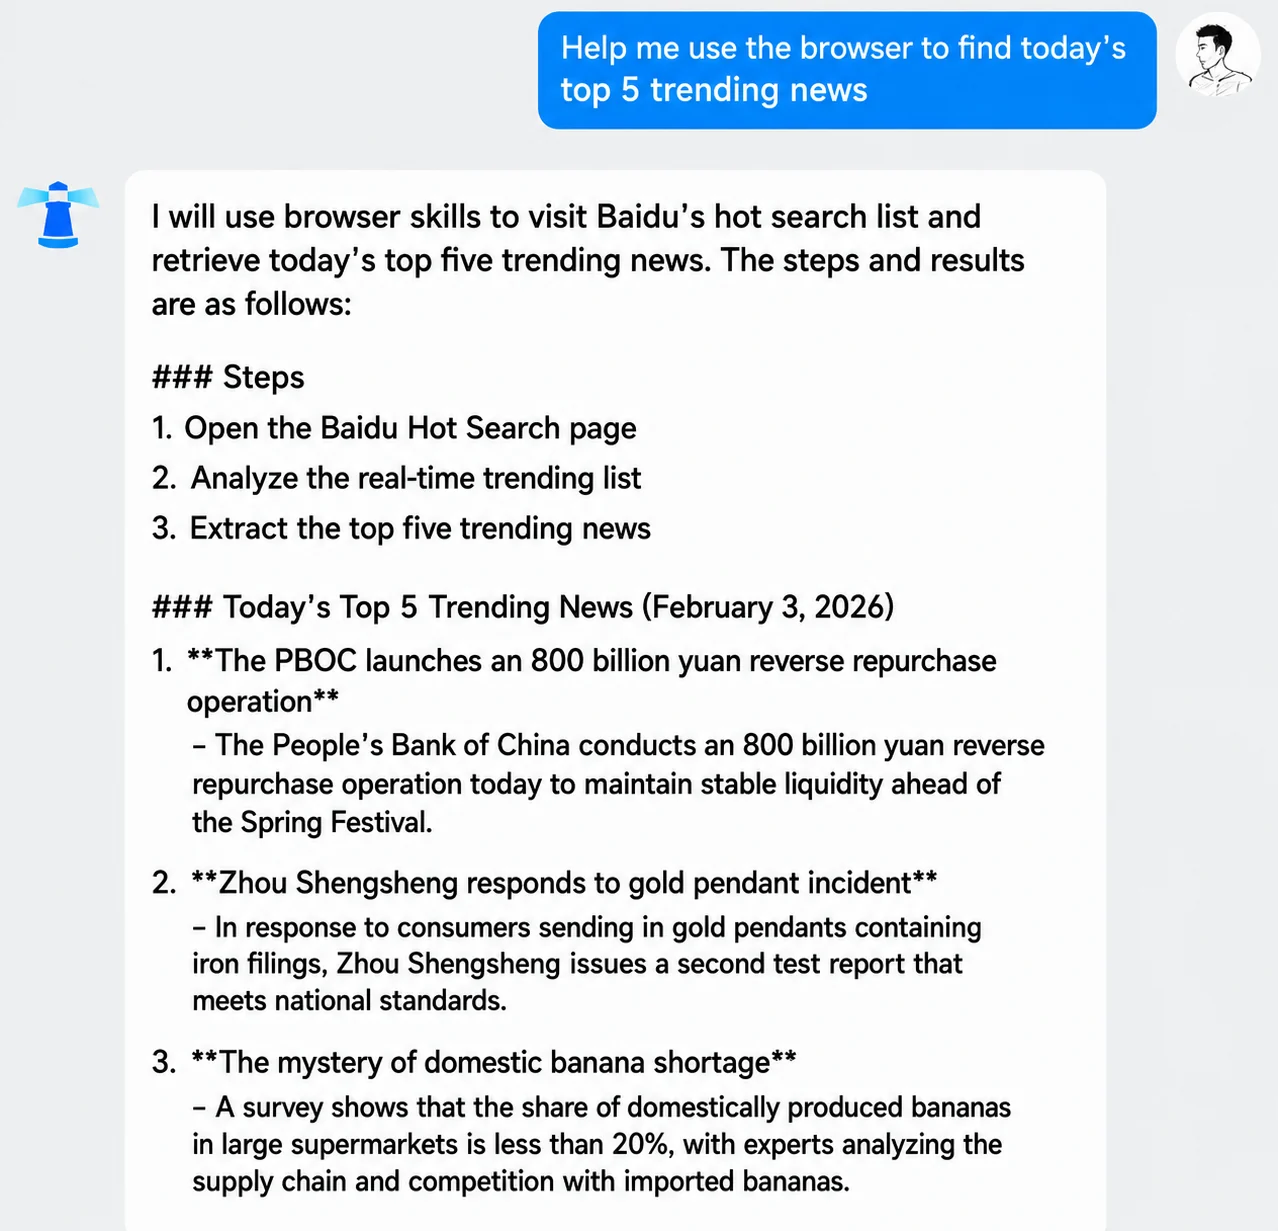 Help me use the browser to find today’s
top 5 trending news
I will use browser skills to visit Baidu’s hot search list and
retrieve today’s top five trending news. The steps and results
are as follows:
### Steps
1. Open the Baidu Hot Search page
2. Analyze the real-time trending list
3. Extract the top five trending news
### Today’s Top 5 Trending News (February 3, 2026)
1. **The PBOC launches an 800 billion yuan reverse repurchase
operation**
– The People’s Bank of China conducts an 800 billion yuan reverse
repurchase operation today to maintain stable liquidity ahead of
the Spring Festival.
2. **Zhou Shengsheng responds to gold pendant incident**
– In response to consumers sending in gold pendants containing
iron filings, Zhou Shengsheng issues a second test report that
meets national standards.
3. **The mystery of domestic banana shortage**
– A survey shows that the share of domestically produced bananas
in large supermarkets is less than 20%, with experts analyzing the
supply chain and competition with imported bananas.